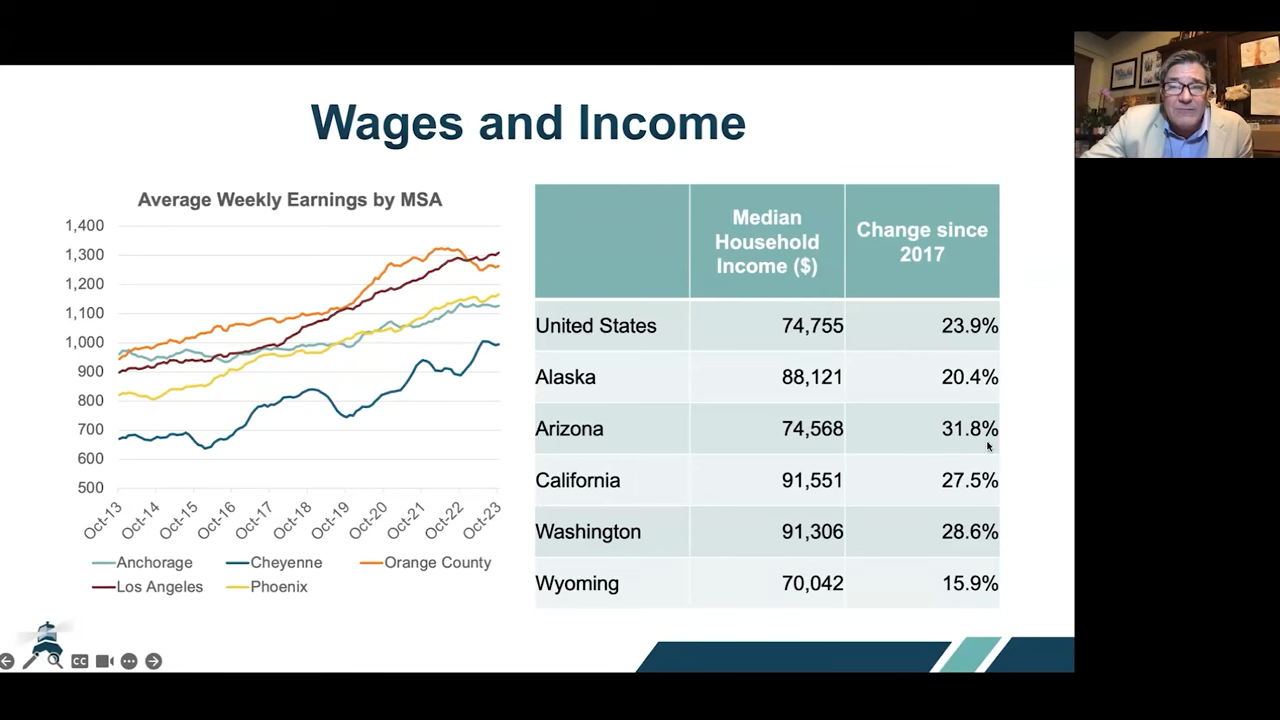 Wages and Income
Average Weekly Earnings by MSA
1,400
1,300
1,200
1,100
1,000
900
800
700
600
500
Oct-13
Oct-14
Oct-15
Oct-16
Oct-17
Oct-18
Oct-19
Oct-20
Oct-21
Oct-22
Oct-23
Anchorage
Cheyenne
Orange County
Los Angeles
Phoenix
Median
Household
Income ($)
Change since
2017
United States 74,755 23.9%
Alaska 88,121 20.4%
Arizona 74,568 31.8%
California 91,551 27.5%
Washington 91,306 28.6%
Wyoming 70,042 15.9%
CC